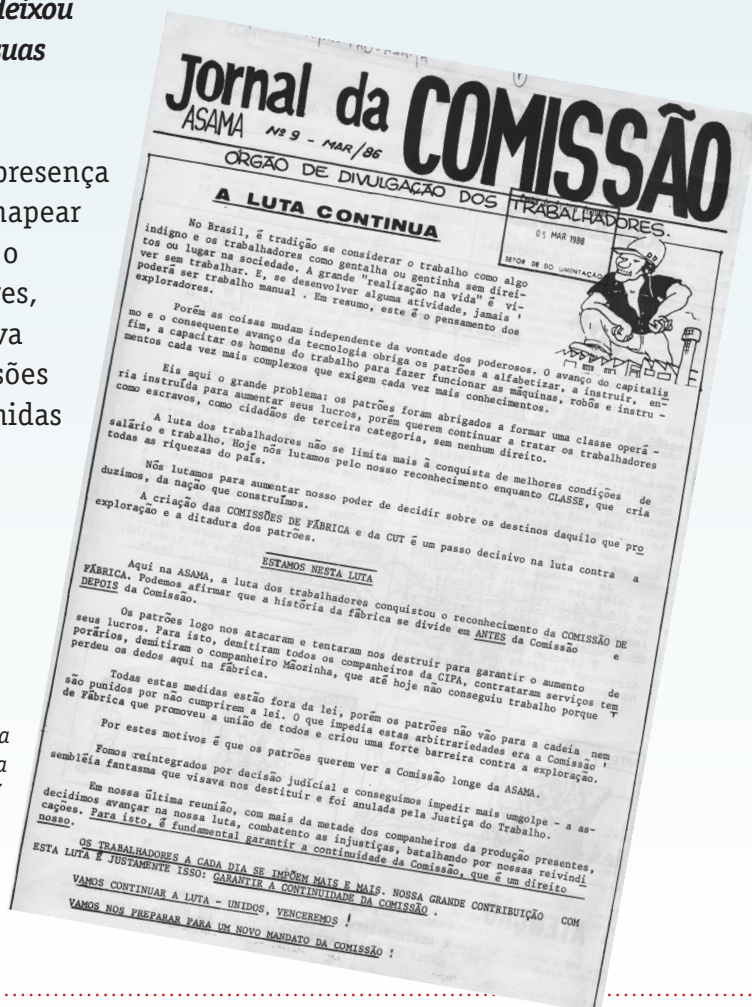 deixou
suas
presença
mapear
o
es,
va
sões
nidas
a
a
Jornal da COMISSÃO
ASAMA Nº 9 - MAR/86
ÓRGÃO DE DIVULGAÇÃO DOS TRABALHADORES.
05 MAR 1986
SETOR DE DOCUMENTAÇÃO
A LUTA CONTINUA
No Brasil, é tradição se considerar o trabalho como algo
indigno e os trabalhadores como gentalha ou gentinha sem direi-
tos ou lugar na sociedade. A grande "realização na vida" é vi-
ver sem trabalhar. E, se desenvolver alguma atividade, jamais '
poderá ser trabalho manual . Em resumo, este é o pensamento dos
exploradores.
Porém as coisas mudam independente da vontade dos poderosos. O avanço do capitalis
mo e o consequente avanço da tecnologia obriga os patrões a alfabetizar, a instruir, en-
fim, a capacitar os homens do trabalho para fazer funcionar as máquinas, robôs e instru -
mentos cada vez mais complexos que exigem cada vez mais conhecimentos.
Eis aqui o grande problema: os patrões foram abrigados a formar uma classe operá -
ria instruída para aumentar seus lucros, porém querem continuar a tratar os trabalhadores
como escravos, como cidadãos de terceira categoria, sem nenhum direito.
A luta dos trabalhadores não se limita mais à conquista de melhores condições de
salário e trabalho. Hoje nós lutamos pelo nosso reconhecimento enquanto CLASSE, que cria
todas as riquezas do país.
Nós lutamos para aumentar nosso poder de decidir sobre os destinos daquilo que pro
duzimos, da nação que construímos.
A criação das COMISSÕES DE FÁBRICA e da CUT é um passo decisivo na luta contra a
exploração e a ditadura dos patrões.
ESTAMOS NESTA LUTA
Aqui na ASAMA, a luta dos trabalhadores conquistou o reconhecimento da COMISSÃO DE
FÁBRICA. Podemos afirmar que a história da fábrica se divide em ANTES da Comissão e
DEPOIS da Comissão.
Os patrões logo nos atacaram e tentaram nos destruir para garantir o aumento de
seus lucros. Para isto, demitiram todos os companheiros da CIPA, contrataram serviços tem
porários, demitiram o companheiro Mãozinha, que até hoje não conseguiu trabalho porque
perdeu os dedos aqui na fábrica.
Todas estas medidas estão fora da lei, porém os patrões não vão para a cadeia nem
são punidos por não cumprirem a lei. O que impedia estas arbitrariedades era a Comissão '
de Fábrica que promoveu a união de todos e criou uma forte barreira contra a exploração.
Por estes motivos é que os patrões querem ver a Comissão longe da ASAMA.
Fomos reintegrados por decisão judicial e conseguimos impedir mais umgolpe - a as-
sembléia fantasma que visava nos destituir e foi anulada pela Justiça do Trabalho.
Em nossa última reunião, com mais da metade dos companheiros da produção presentes,
decidimos avançar na nossa luta, combatento as injustiças, batalhando por nossas reivindi
cações. Para isto, é fundamental garantir a continuidade da Comissão, que é um direito
nosso.
OS TRABALHADORES A CADA DIA SE IMPÕEM MAIS E MAIS. NOSSA GRANDE CONTRIBUIÇÃO COM
ESTA LUTA É JUSTAMENTE ISSO: GARANTIR A CONTINUIDADE DA COMISSÃO .
VAMOS CONTINUAR A LUTA - UNIDOS, VENCEREMOS !
VAMOS NOS PREPARAR PARA UM NOVO MANDATO DA COMISSÃO !